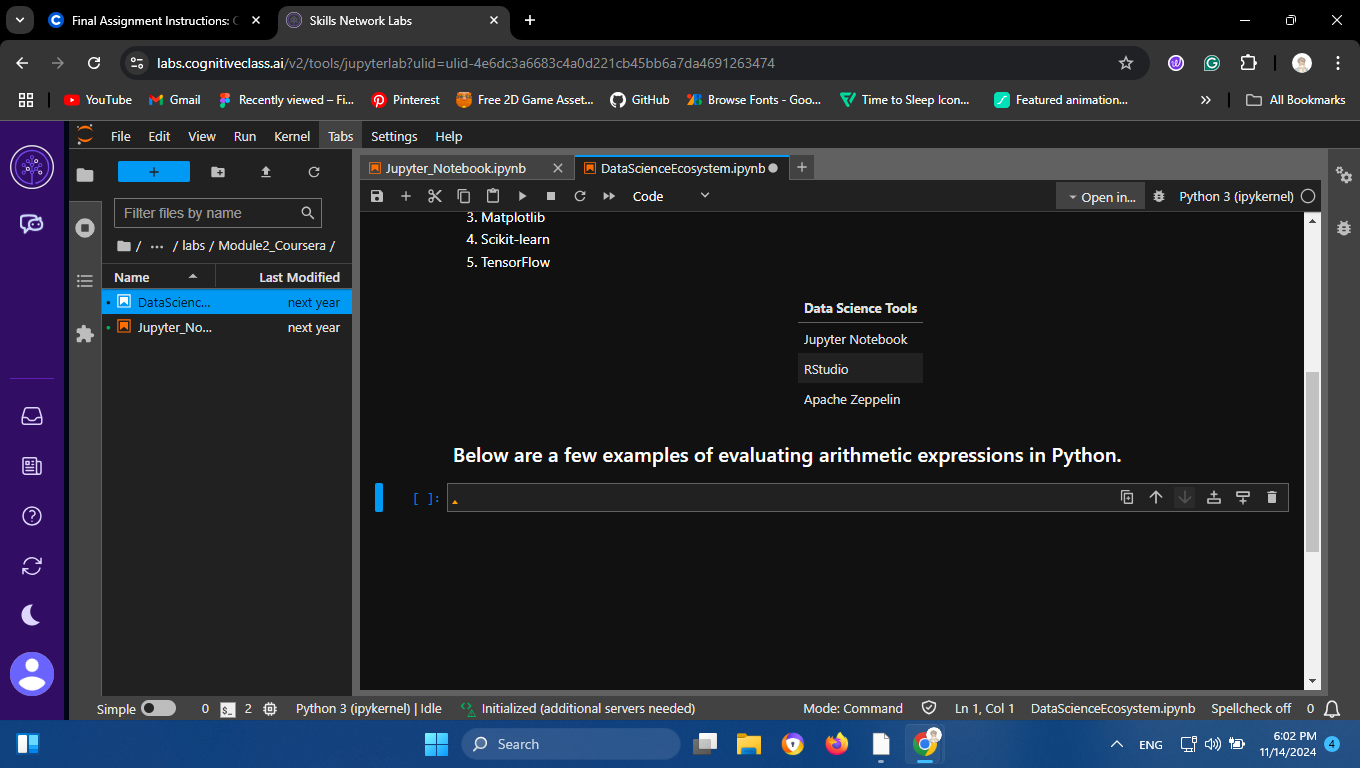 Final Assignment Instructions: C
Skills Network Labs
labs.cognitiveclass.ai/v2/tools/jupyterlab?ulid=ulid-4e6dc3a6683c4a0d221cb45bb6a7da4691263474
YouTube
Gmail
Recently viewed – Fi...
Pinterest
Free 2D Game Asset...
GitHub
Browse Fonts - Goo...
Time to Sleep Icon...
Featured animation...
All Bookmarks
File Edit View Run Kernel Tabs Settings Help
Jupyter_Notebook.ipynb
DataScienceEcosystem.ipynb
Code
Open in...
Python 3 (ipykernel)
Filter files by name
/ ··· / labs / Module2_Coursera /
Name Last Modified
DataScienc... next year
Jupyter_No... next year
3. Matplotlib
4. Scikit-learn
5. TensorFlow
Data Science Tools
Jupyter Notebook
RStudio
Apache Zeppelin
Below are a few examples of evaluating arithmetic expressions in Python.
[ ]:
Simple 0 $_ 2 Python 3 (ipykernel) | Idle Initialized (additional servers needed) Mode: Command Ln 1, Col 1 DataScienceEcosystem.ipynb Spellcheck off 0
Search
ENG
6:02 PM
11/14/2024
4